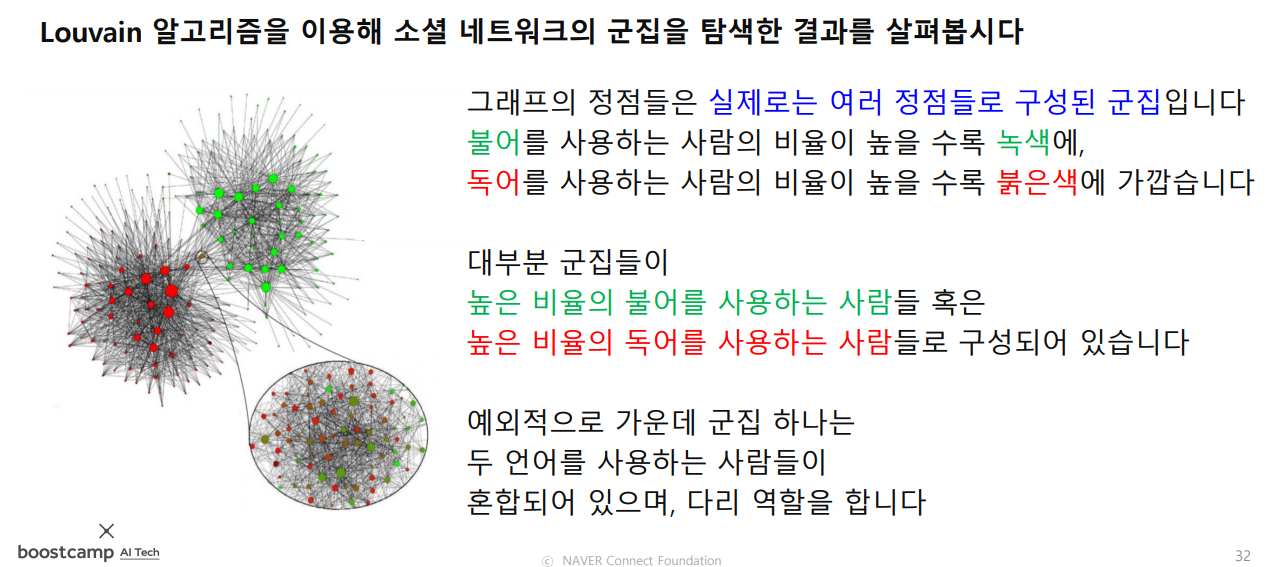 Louvain 알고리즘을 이용해 소셜 네트워크의 군집을 탐색한 결과를 살펴봅시다
그래프의 정점들은 실제로는 여러 정점들로 구성된 군집입니다
불어를 사용하는 사람의 비율이 높을 수록 녹색에,
독어를 사용하는 사람의 비율이 높을 수록 붉은색에 가깝습니다
대부분 군집들이
높은 비율의 불어를 사용하는 사람들 혹은
높은 비율의 독어를 사용하는 사람들로 구성되어 있습니다
예외적으로 가운데 군집 하나는
두 언어를 사용하는 사람들이
혼합되어 있으며, 다리 역할을 합니다
boostcamp AI Tech
ⓒ NAVER Connect Foundation
32